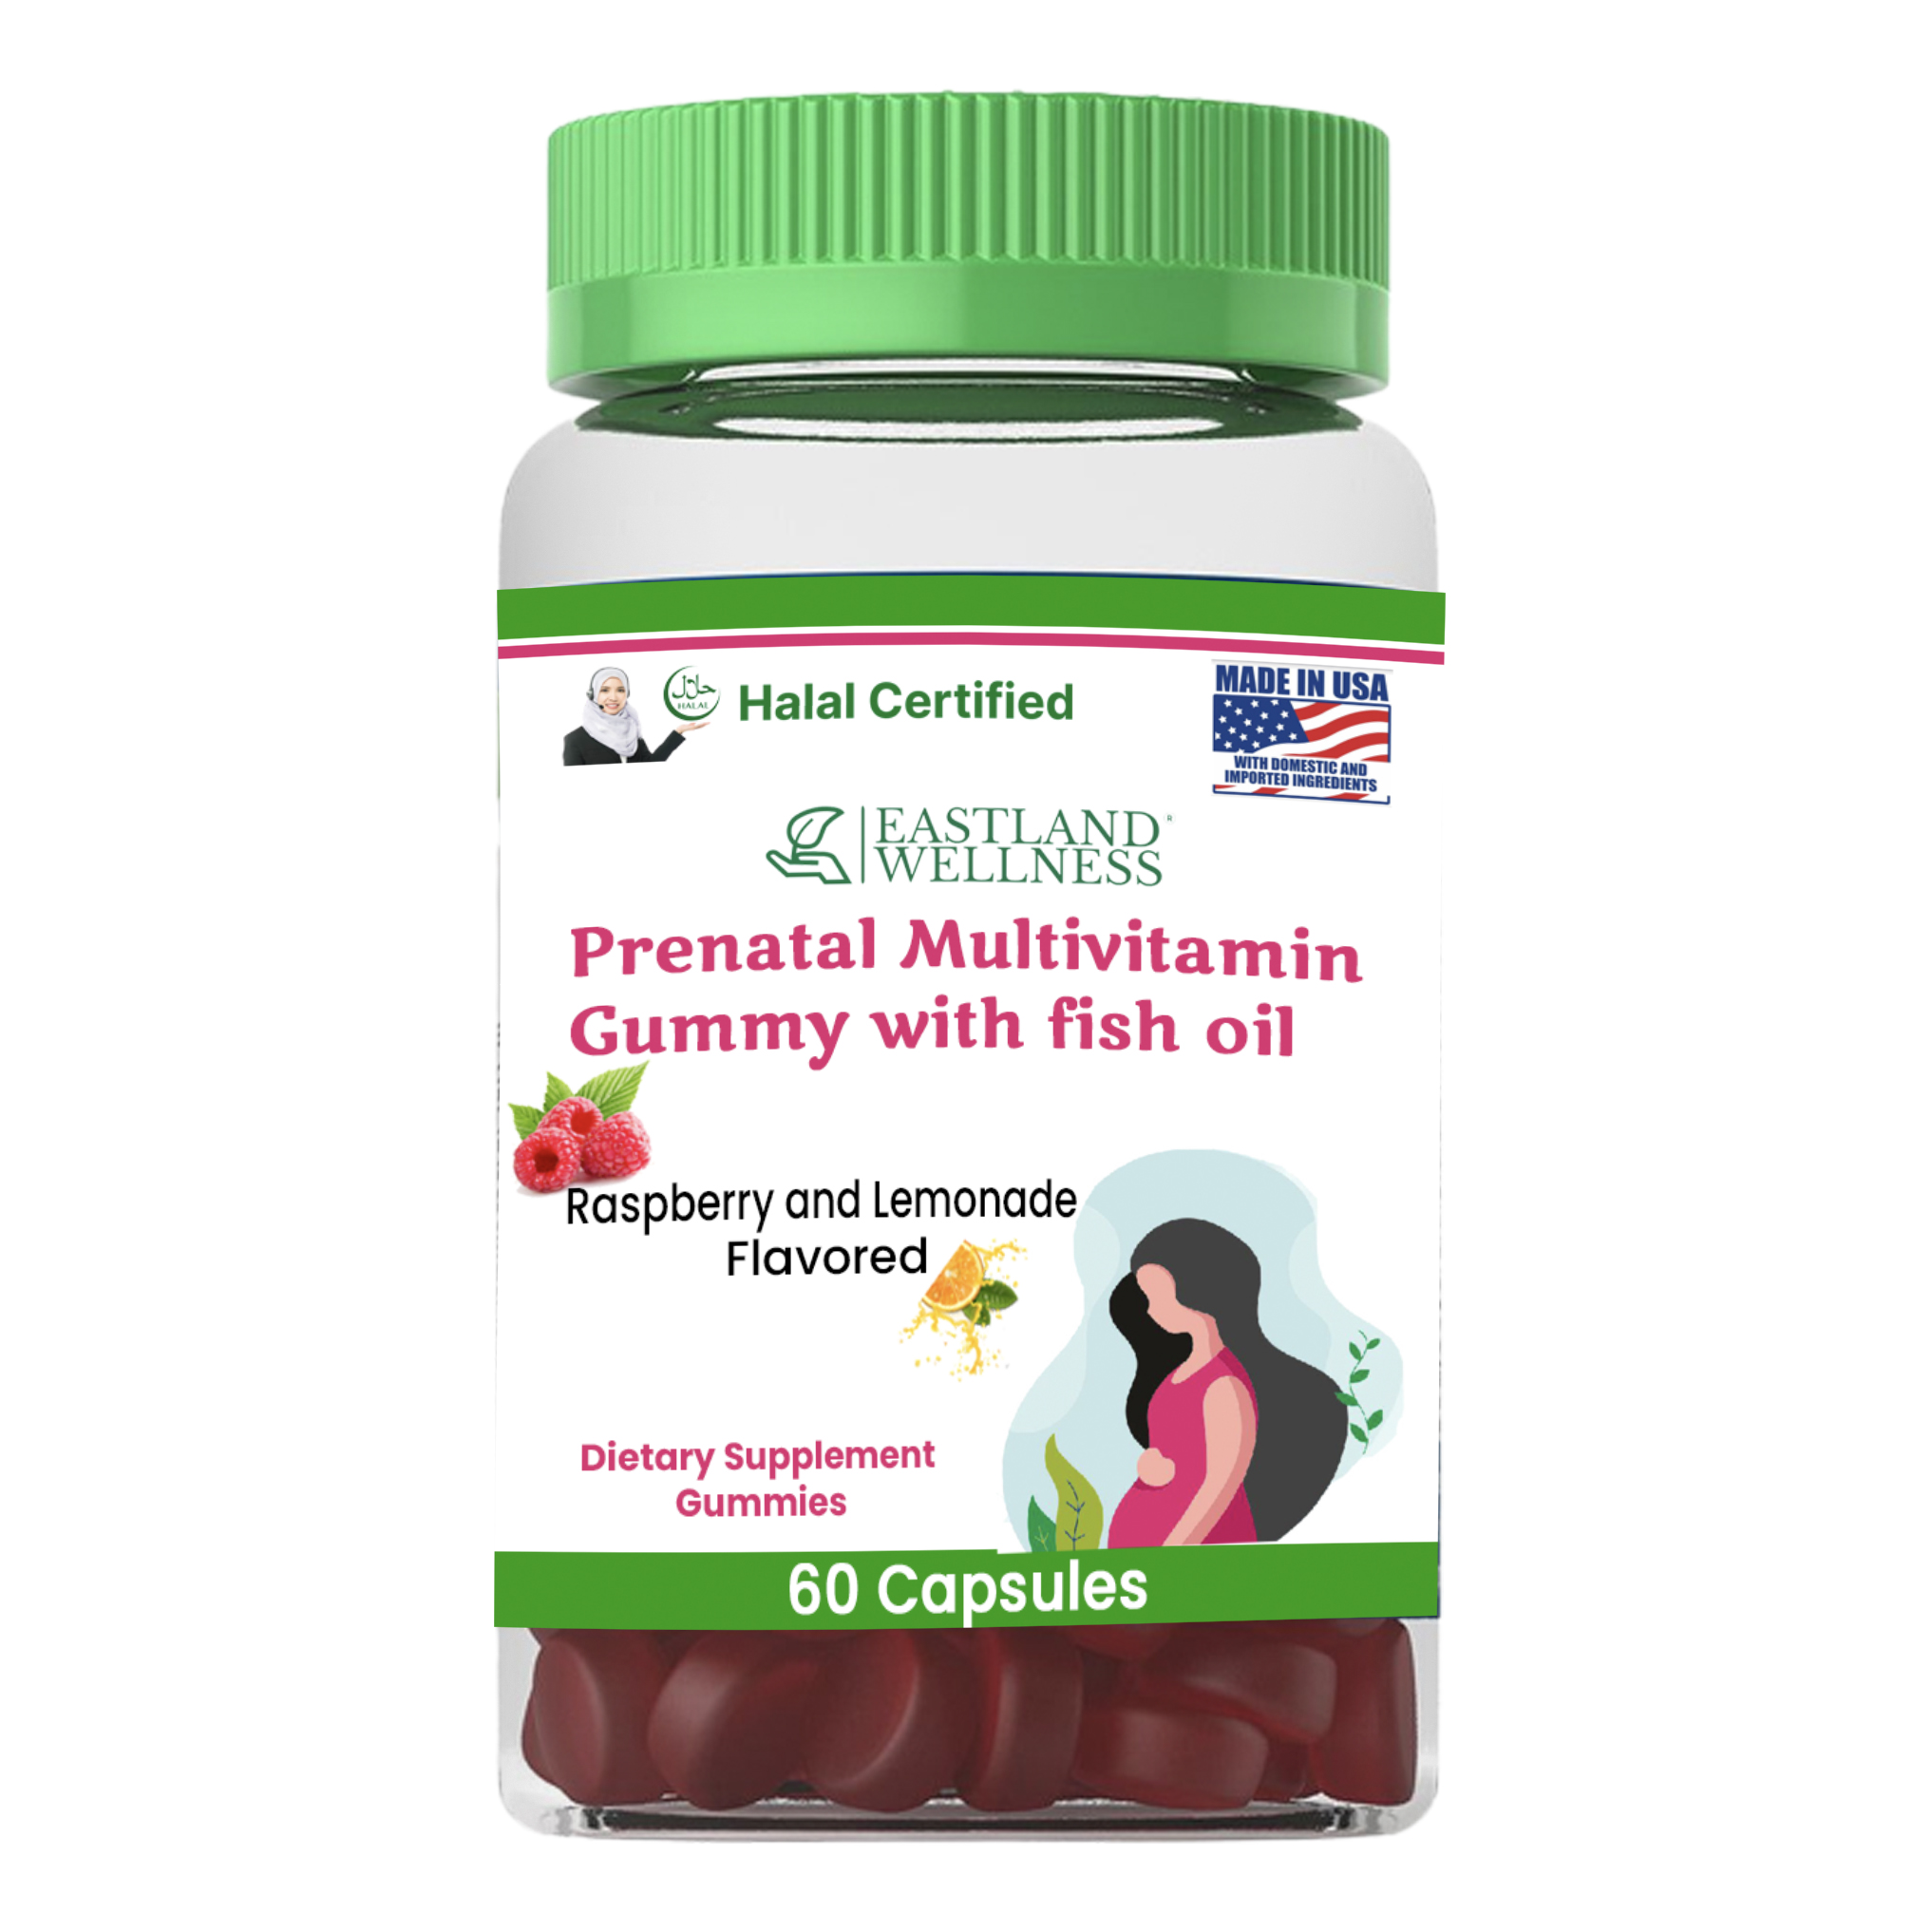 حلال
HALAL
Halal Certified
MADE IN USA
WITH DOMESTIC AND
IMPORTED INGREDIENTS
EASTLAND
WELLNESS
R
Prenatal Multivitamin
Gummy with fish oil
Raspberry and Lemonade
Flavored
Dietary Supplement
Gummies
60 Capsules